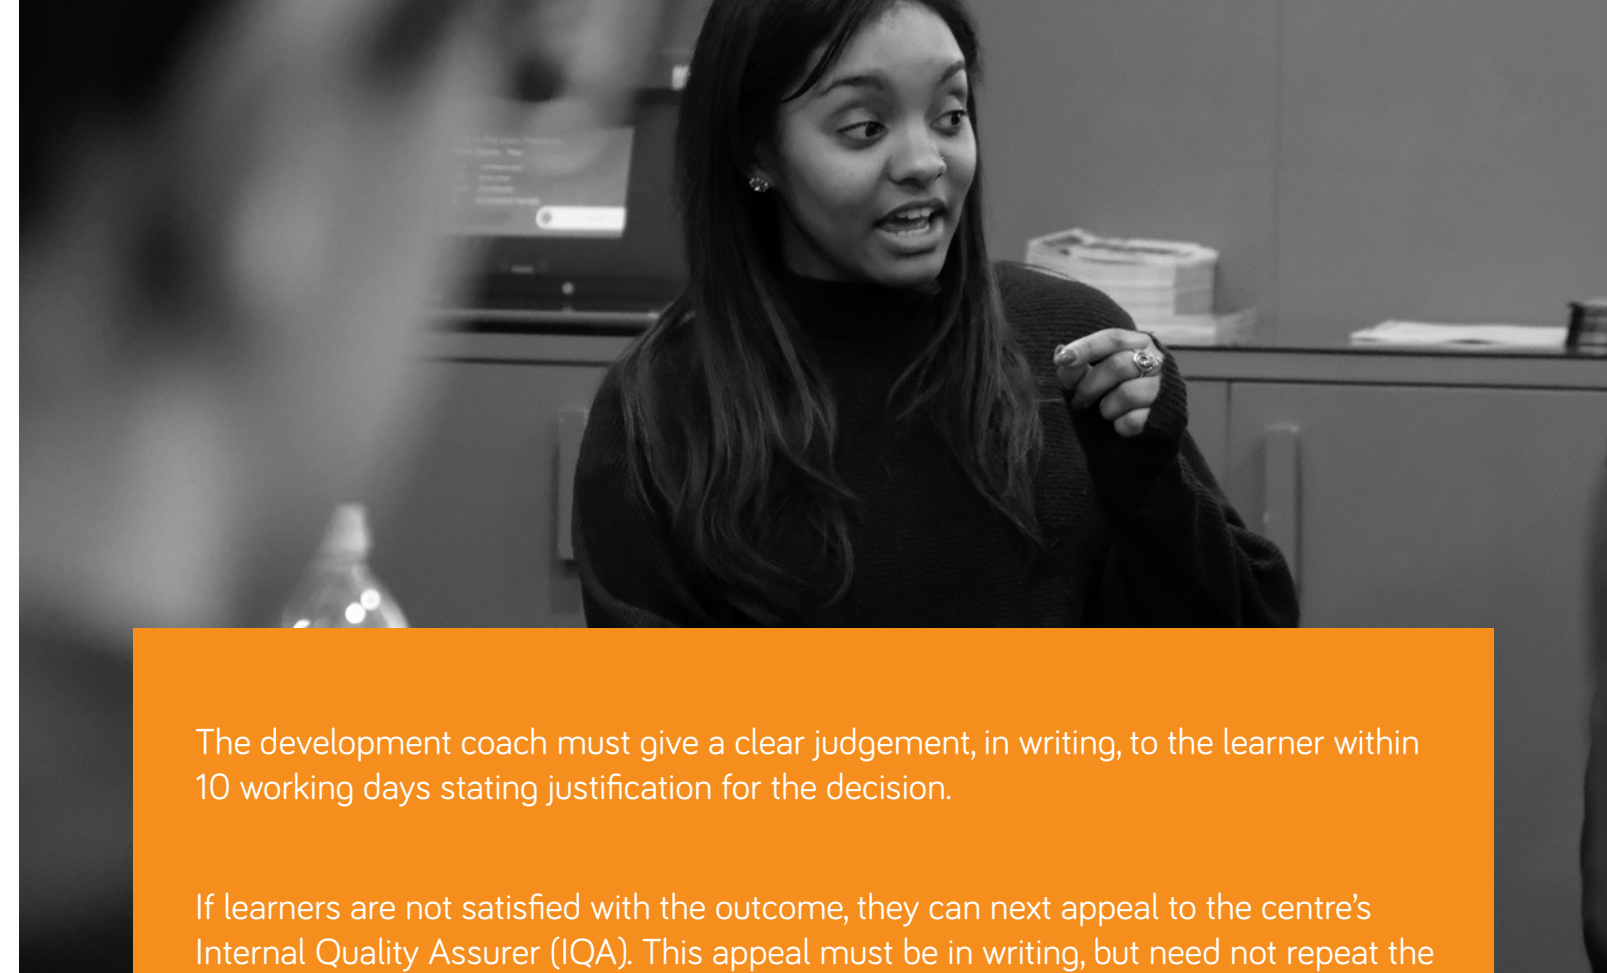 The development coach must give a clear judgement, in writing, to the learner within
10 working days stating justification for the decision.
If learners are not satisfied with the outcome, they can next appeal to the centre’s
Internal Quality Assurer (IQA). This appeal must be in writing, but need not repeat the